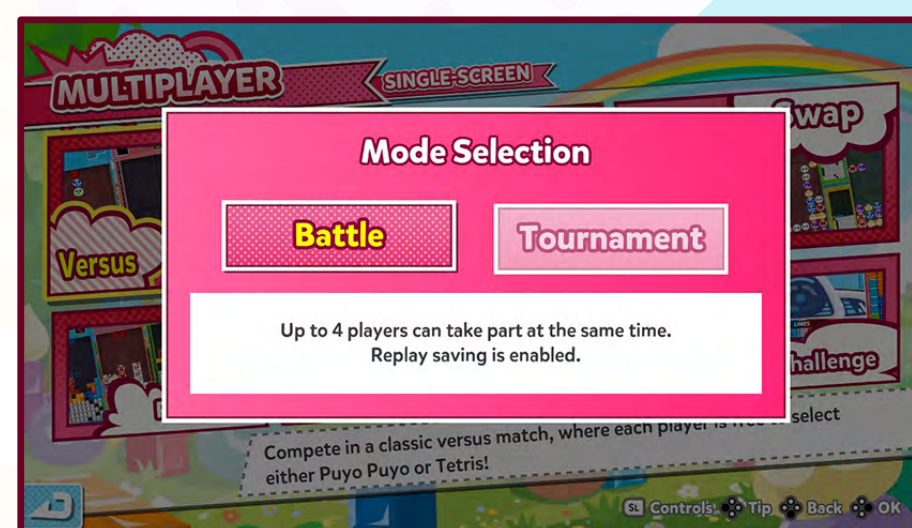 MULTIPLAYER
SINGLE-SCREEN
Swap
Mode Selection
Battle
Tournament
Versus
Up to 4 players can take part at the same time.
Replay saving is enabled.
hallenge
Compete in a classic versus match, where each player is select
either Puyo Puyo or Tetris!
SL Controls Tip Back OK